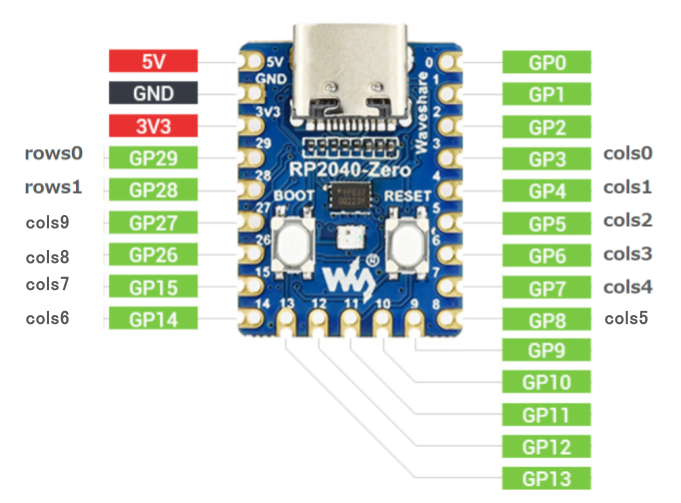 5V
GND
3V3
rows0 GP29
rows1 GP28
cols9 GP27
cols8 GP26
cols7 GP15
cols6 GP14
5V
GND
3V3
29
28
27
26
15
14 13 12 11 10 9 8
0
1
2
3
4
5
6
7
Waveshare
RP2040-Zero
BOOT RESET
GP0
GP1
GP2
GP3 cols0
GP4 cols1
GP5 cols2
GP6 cols3
GP7 cols4
GP8 cols5
GP9
GP10
GP11
GP12
GP13